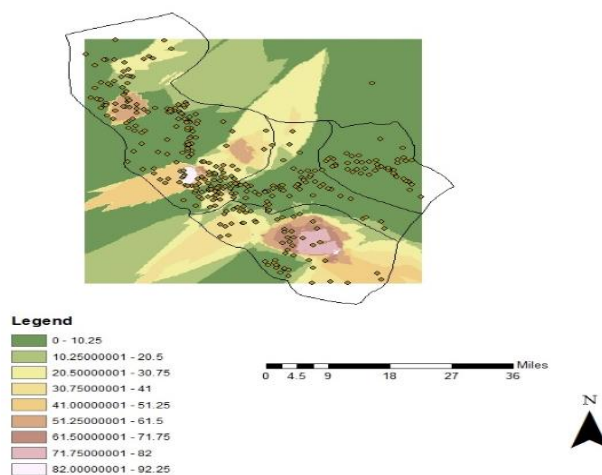 Legend
0 - 10.25
10.25000001 - 20.5
20.50000001 - 30.75
30.75000001 - 41
41.00000001 - 51.25
51.25000001 - 61.5
61.50000001 - 71.75
71.75000001 - 82
82.00000001 - 92.25
Miles
0 4.5 9 18 27 36
N